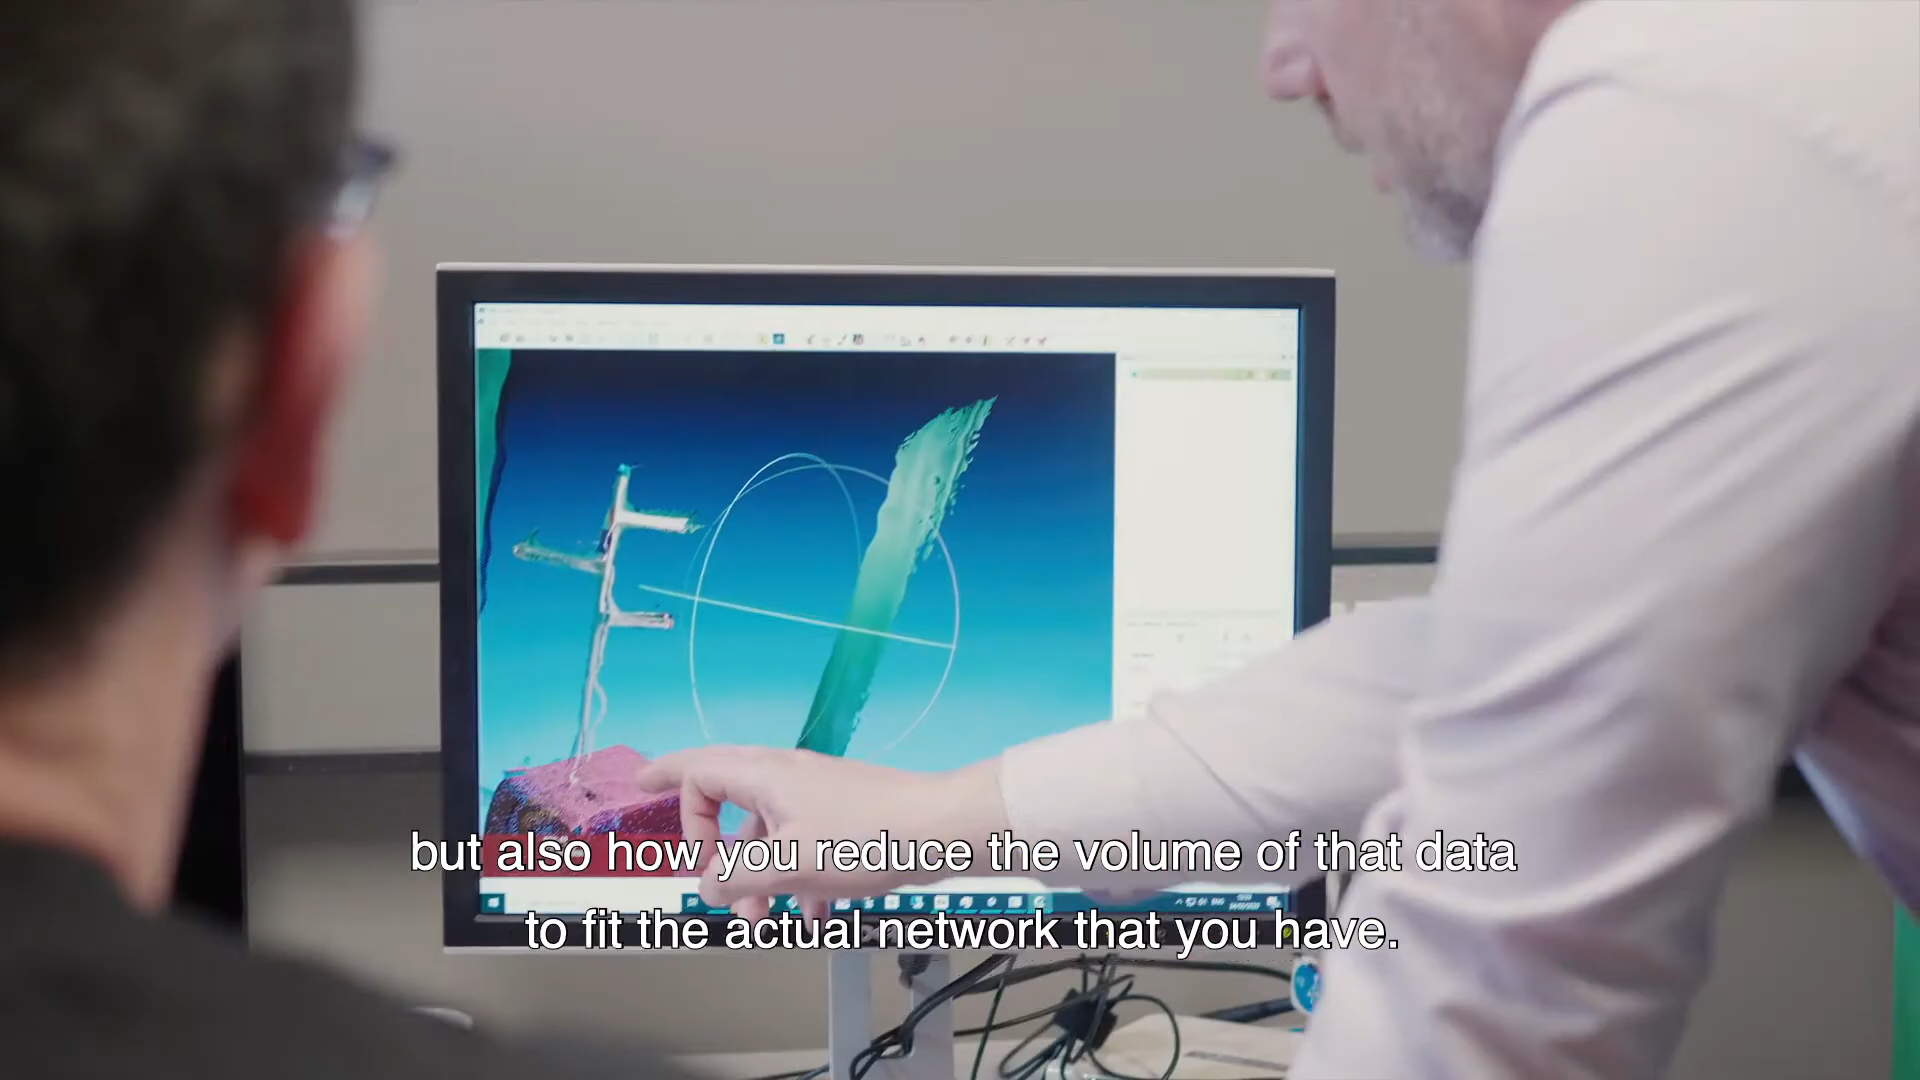 but also how you reduce the volume of that data
to fit the actual network that you have.